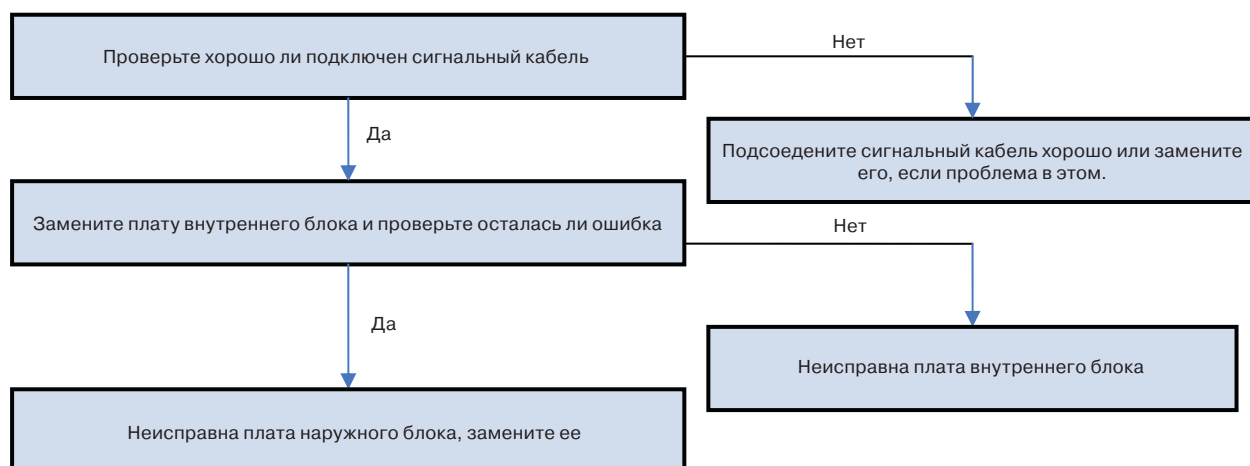 Проверьте хорошо ли подключен сигнальный кабель
Нет
Да
Подсоедените сигнальный кабель хорошо или замените
его, если проблема в этом.
Замените плату внутреннего блока и проверьте осталась ли ошибка
Нет
Да
Неисправна плата внутреннего блока
Неисправна плата наружного блока, замените ее